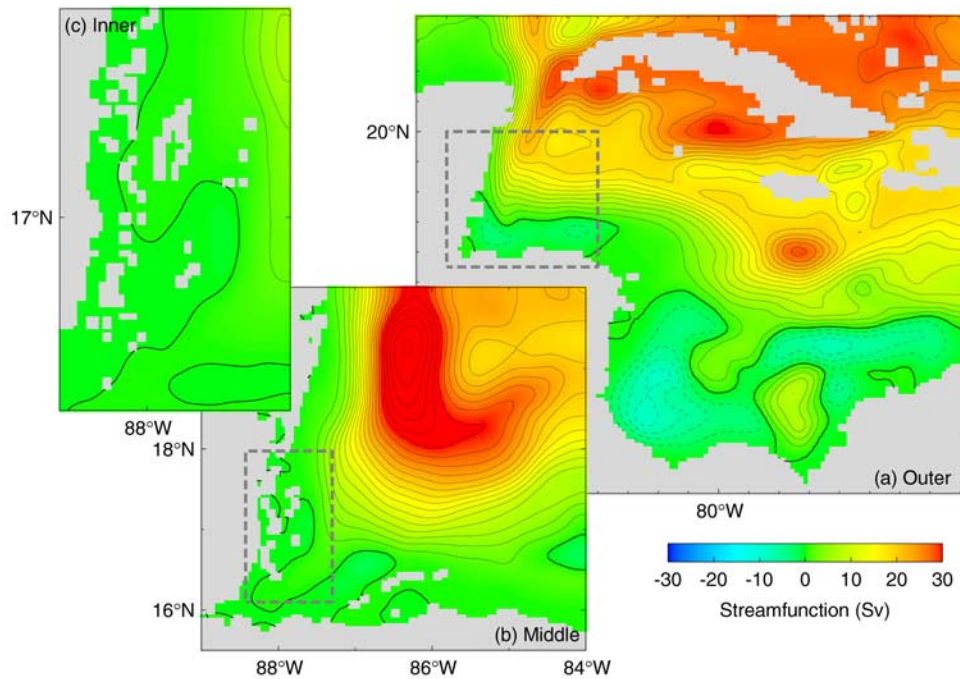 (c) Inner
17°N
88°W
20°N
(a) Outer
80°W
18°N
16°N
(b) Middle
88°W
86°W
84°W
-30 -20 -10 0 10 20 30
Streamfunction (Sv)